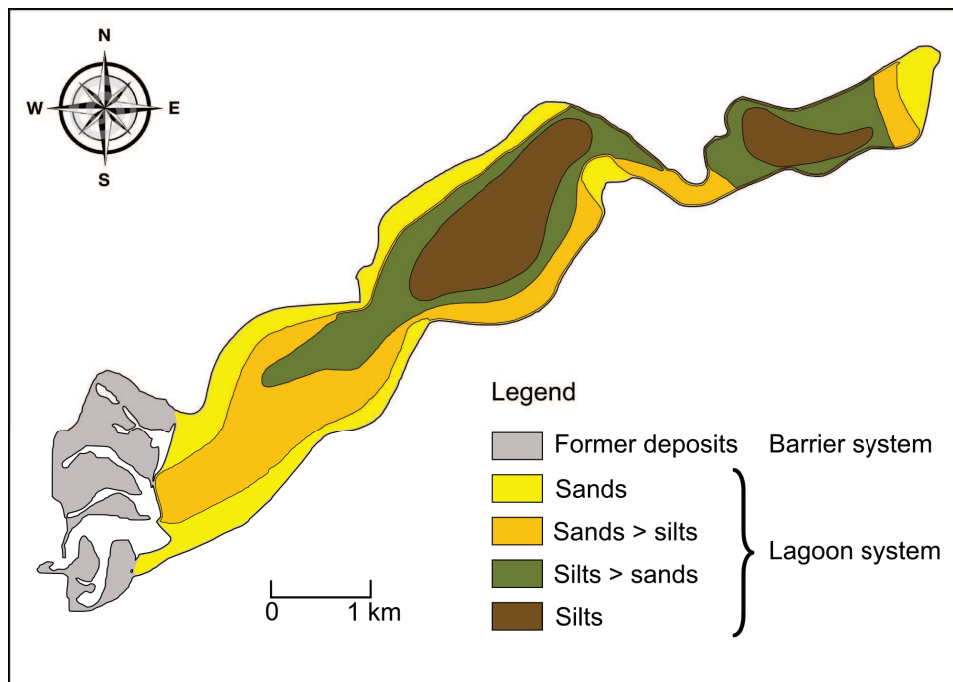 N
W E
S
Legend
Former deposits Barrier system
Sands
Sands > silts
Lagoon system
Silts > sands
Silts
0 1 km